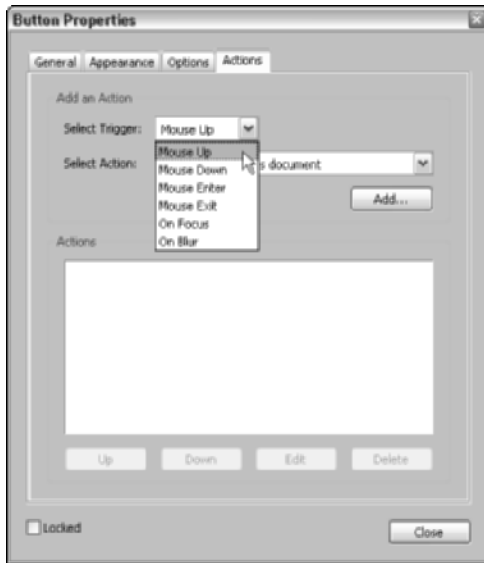 Button Properties
General Appearance Options Actions
Add an Action
Select Trigger: Mouse Up
Mouse Up
Select Action: s document
Mouse Down
Mouse Enter
Mouse Exit
On Focus
On Blur
Add...
Actions
Up Down Edit Delete
Locked
Close